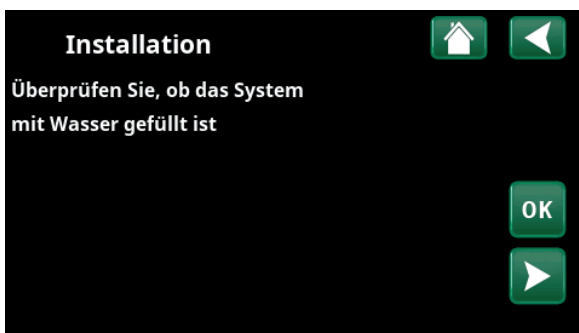 Installation
Überprüfen Sie, ob das System
mit Wasser gefüllt ist
OK